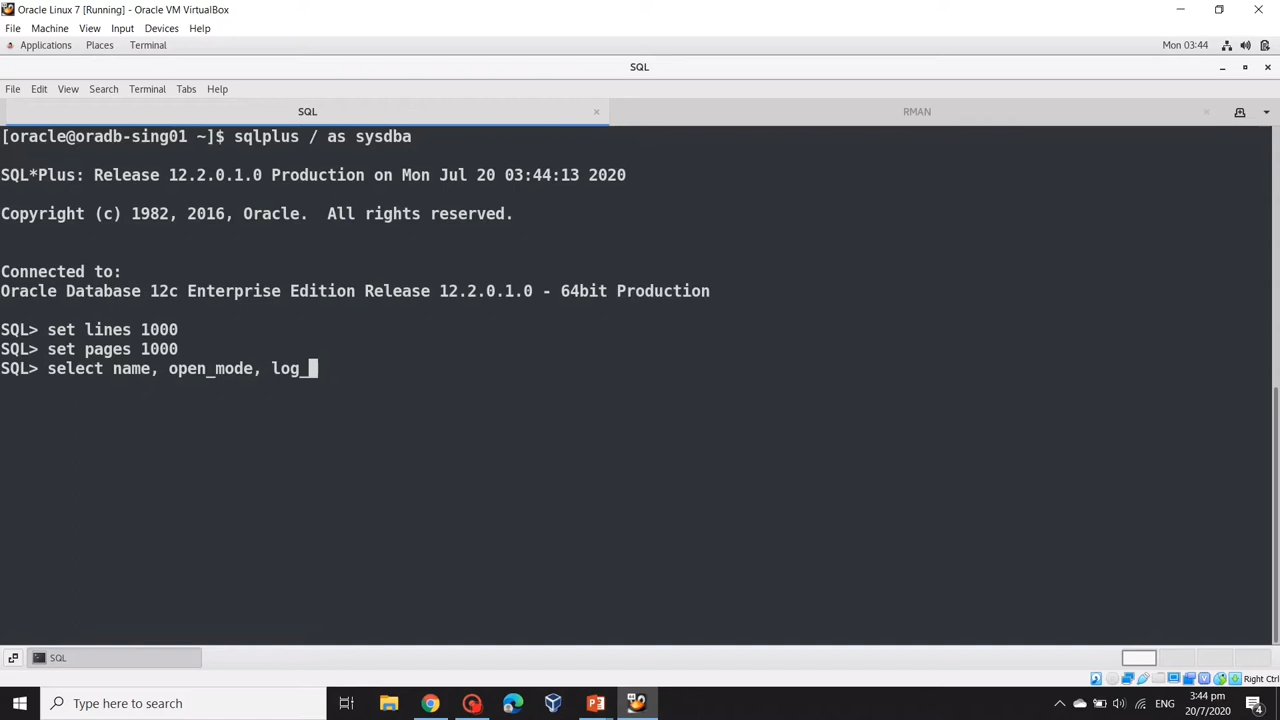 Oracle Linux 7 [Running] - Oracle VM VirtualBox
File Machine View Input Devices Help
Applications Places Terminal Mon 03:44
SQL
File Edit View Search Terminal Tabs Help
SQL RMAN
[oracle@oradb-sing01 ~]$ sqlplus / as sysdba
SQL*Plus: Release 12.2.0.1.0 Production on Mon Jul 20 03:44:13 2020
Copyright (c) 1982, 2016, Oracle.  All rights reserved.
Connected to:
Oracle Database 12c Enterprise Edition Release 12.2.0.1.0 - 64bit Production
SQL> set lines 1000
SQL> set pages 1000
SQL> select name, open_mode, log_
SQL
Right Ctrl
Type here to search
ENG
3:44 pm
20/7/2020
4